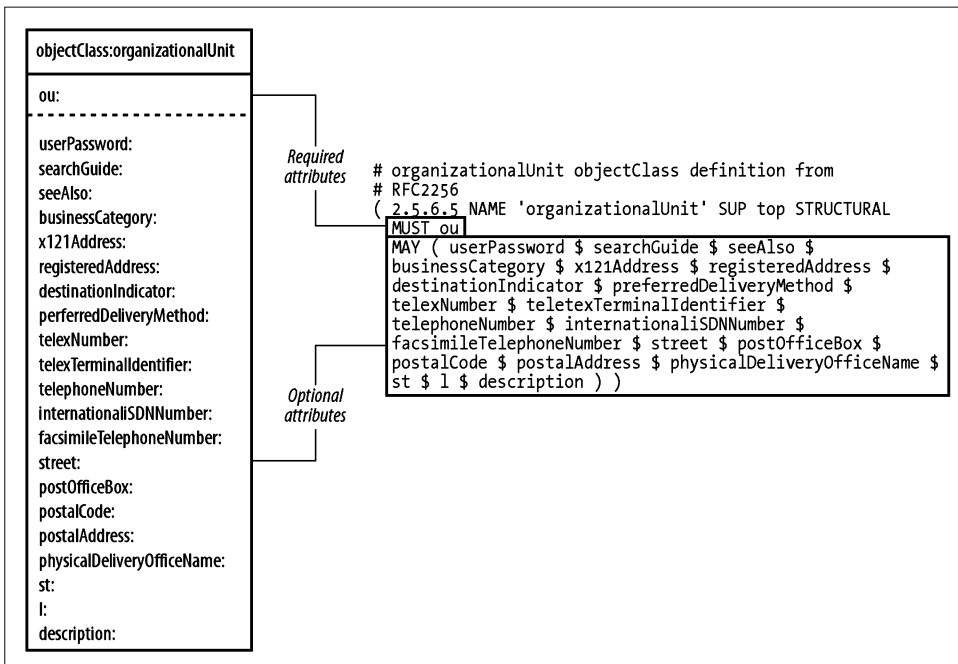 objectClass:organizationalUnit
ou:
userPassword:
searchGuide:
seeAlso:
businessCategory:
x121Address:
registeredAddress:
destinationIndicator:
perferredDeliveryMethod:
telexNumber:
telexTerminalIdentifier:
telephoneNumber:
internationaliSDNNumber:
facsimileTelephoneNumber:
street:
postOfficeBox:
postalCode:
postalAddress:
physicalDeliveryOfficeName:
st:
l:
description:
Required
attributes
Optional
attributes
# organizationalUnit objectClass definition from
# RFC2256
( 2.5.6.5 NAME 'organizationalUnit' SUP top STRUCTURAL
MUST ou
MAY ( userPassword $ searchGuide $ seeAlso $
businessCategory $ x121Address $ registeredAddress $
destinationIndicator $ preferredDeliveryMethod $
telexNumber $ teletexTerminalIdentifier $
telephoneNumber $ internationaliSDNNumber $
facsimileTelephoneNumber $ street $ postOfficeBox $
postalCode $ postalAddress $ physicalDeliveryOfficeName $
st $ l $ description ) )